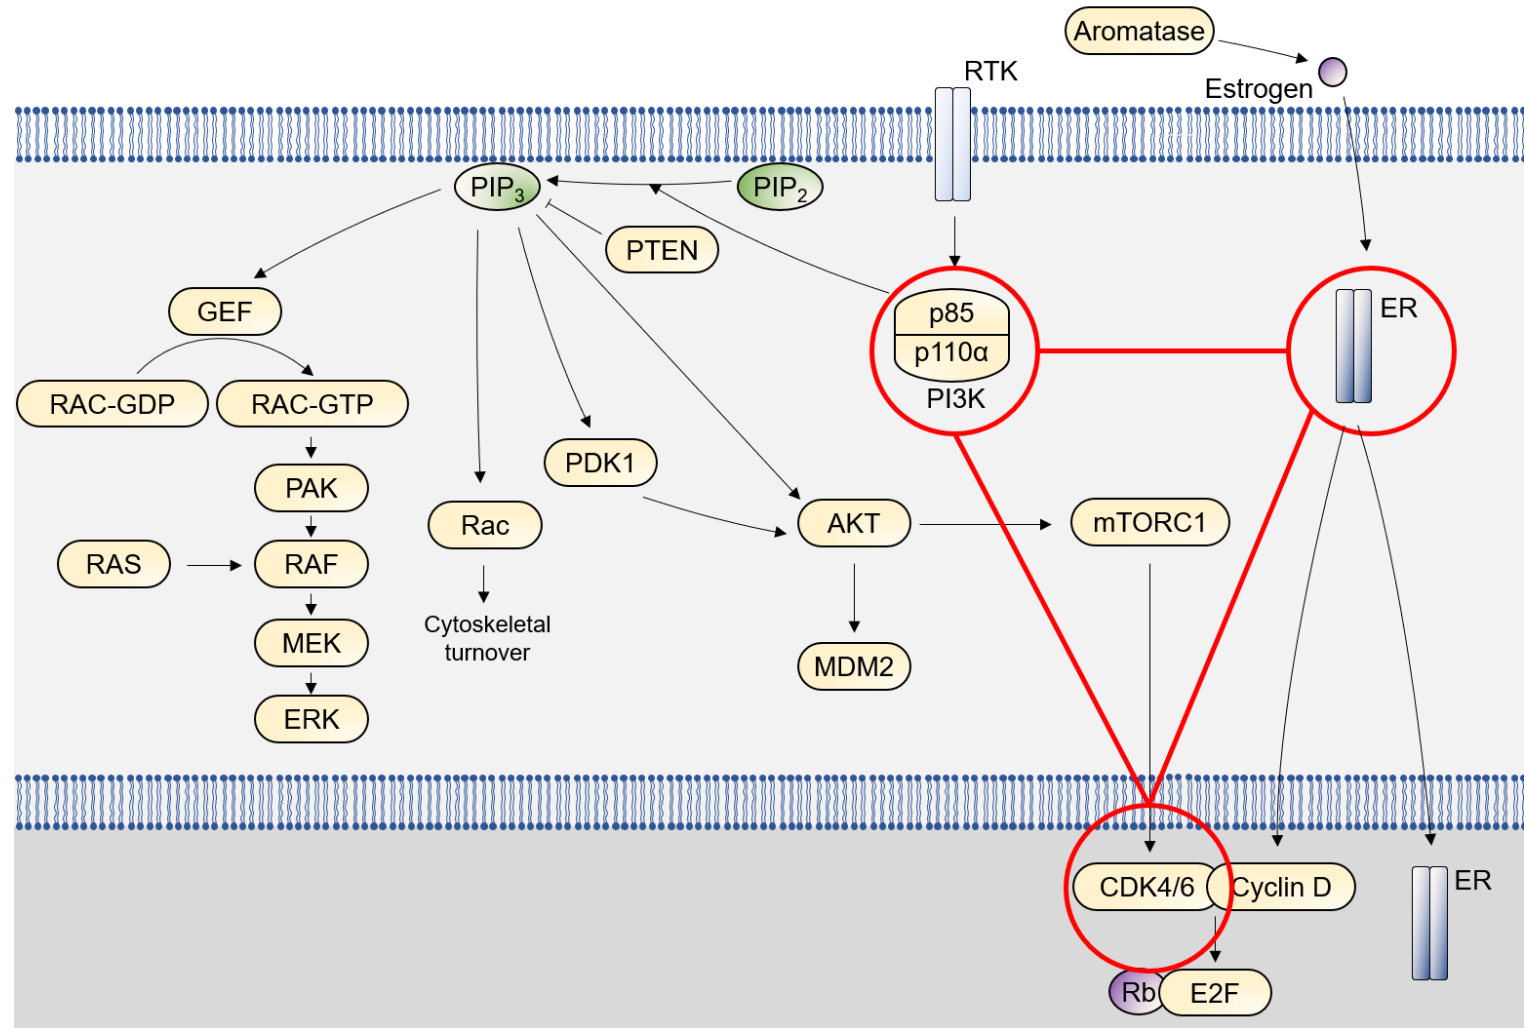 Aromatase
RTK
Estrogen
PIP3
PIP2
PTEN
GEF
p85
p110α
PI3K
ER
RAC-GDP
RAC-GTP
PDK1
PAK
Rac
AKT
mTORC1
RAS
RAF
Cytoskeletal
turnover
MEK
MDM2
ERK
CDK4/6
Cyclin D
ER
Rb
E2F